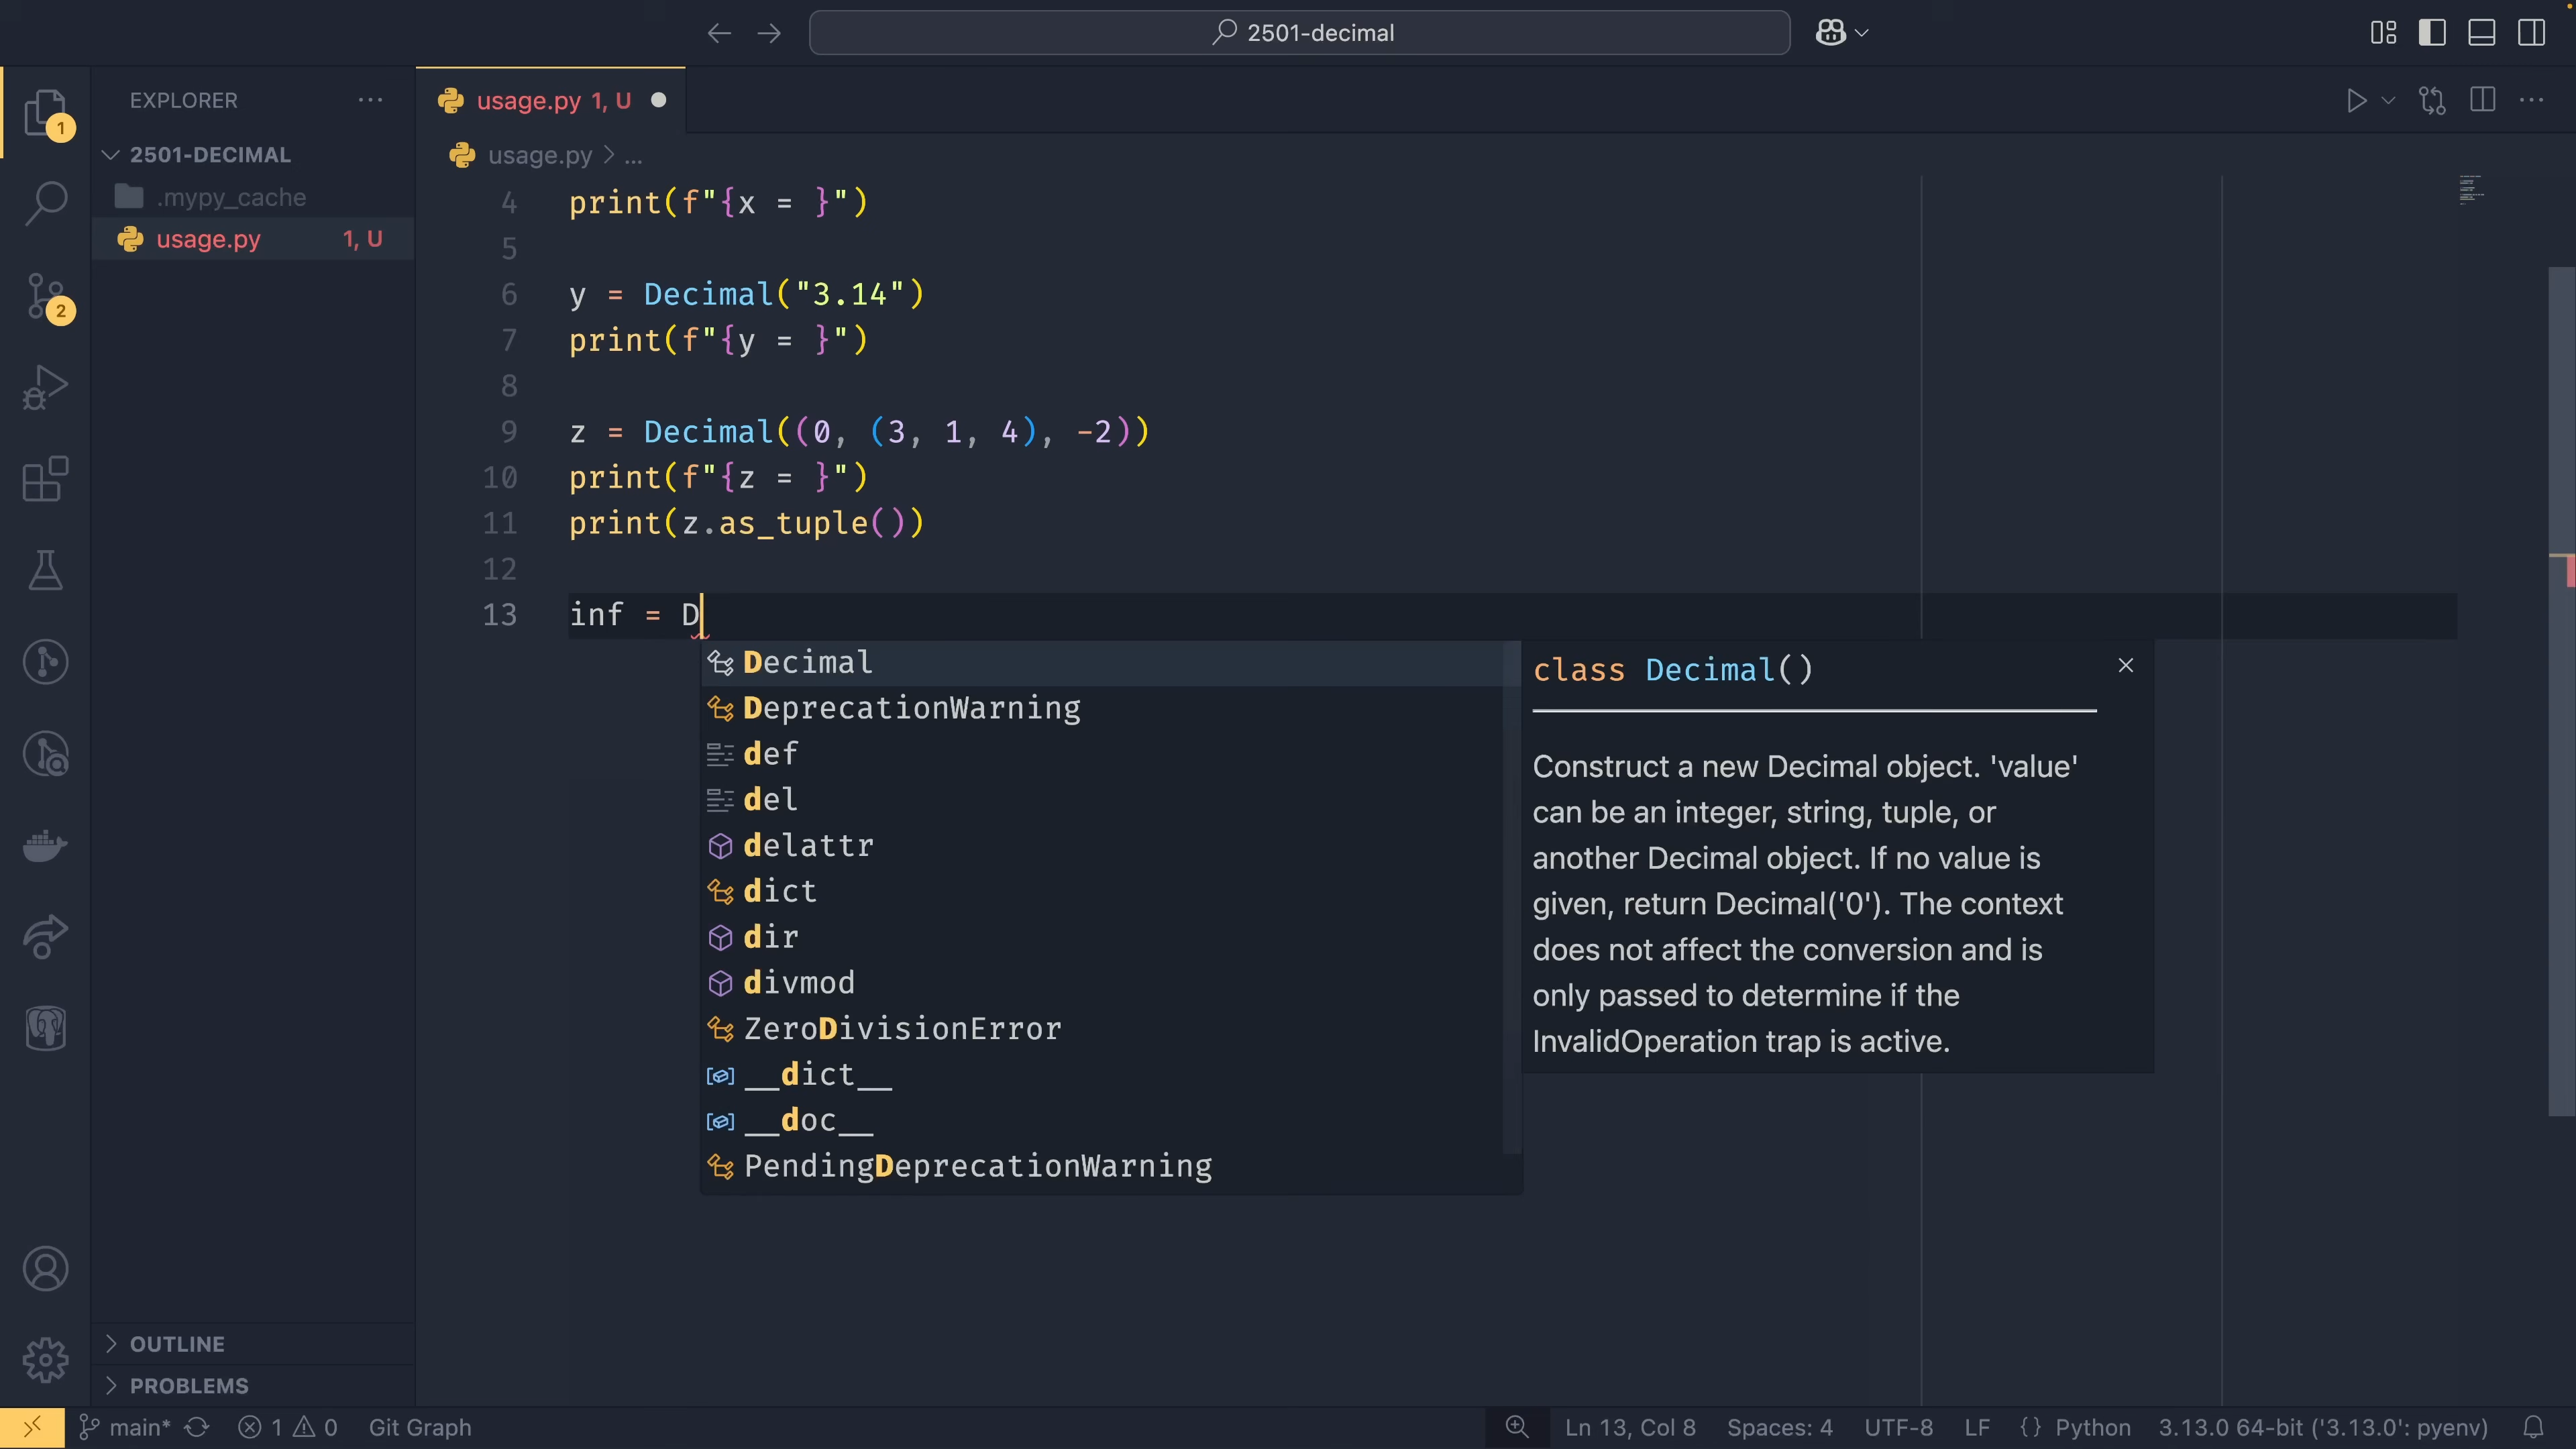 2501-decimal
EXPLORER
1
2501-DECIMAL
.mypy_cache
usage.py 1, U
2
usage.py 1, U
usage.py > ...
4 print(f"{x = }")
5
6 y = Decimal("3.14")
7 print(f"{y = }")
8
9 z = Decimal((0, (3, 1, 4), -2))
10 print(f"{z = }")
11 print(z.as_tuple())
12
13 inf = D
Decimal
DeprecationWarning
def
del
delattr
dict
dir
divmod
ZeroDivisionError
__dict__
__doc__
PendingDeprecationWarning
class Decimal()
Construct a new Decimal object. 'value'
can be an integer, string, tuple, or
another Decimal object. If no value is
given, return Decimal('0'). The context
does not affect the conversion and is
only passed to determine if the
InvalidOperation trap is active.
OUTLINE
PROBLEMS
main* 1 0 Git Graph Ln 13, Col 8 Spaces: 4 UTF-8 LF {} Python 3.13.0 64-bit ('3.13.0': pyenv)